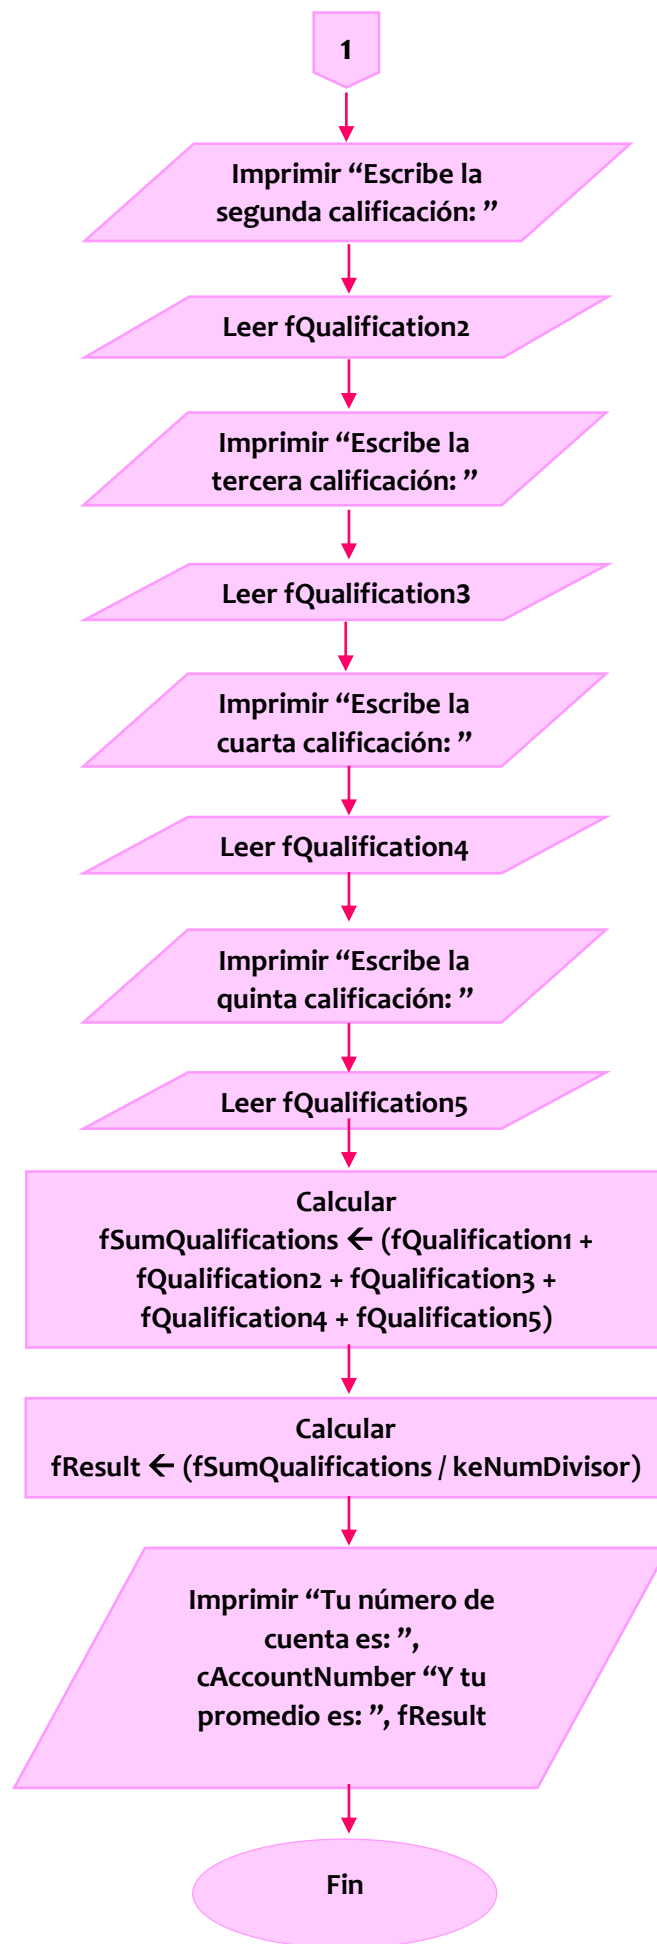 1
Imprimir “Escribe la
segunda calificación: ”
Leer fQualification2
Imprimir “Escribe la
tercera calificación: ”
Leer fQualification3
Imprimir “Escribe la
cuarta calificación: ”
Leer fQualification4
Imprimir “Escribe la
quinta calificación: ”
Leer fQualification5
Calcular
fSumQualifications ← (fQualification1 +
fQualification2 + fQualification3 +
fQualification4 + fQualification5)
Calcular
fResult ← (fSumQualifications / keNumDivisor)
Imprimir “Tu número de
cuenta es: ”,
cAccountNumber “Y tu
promedio es: ”, fResult
Fin